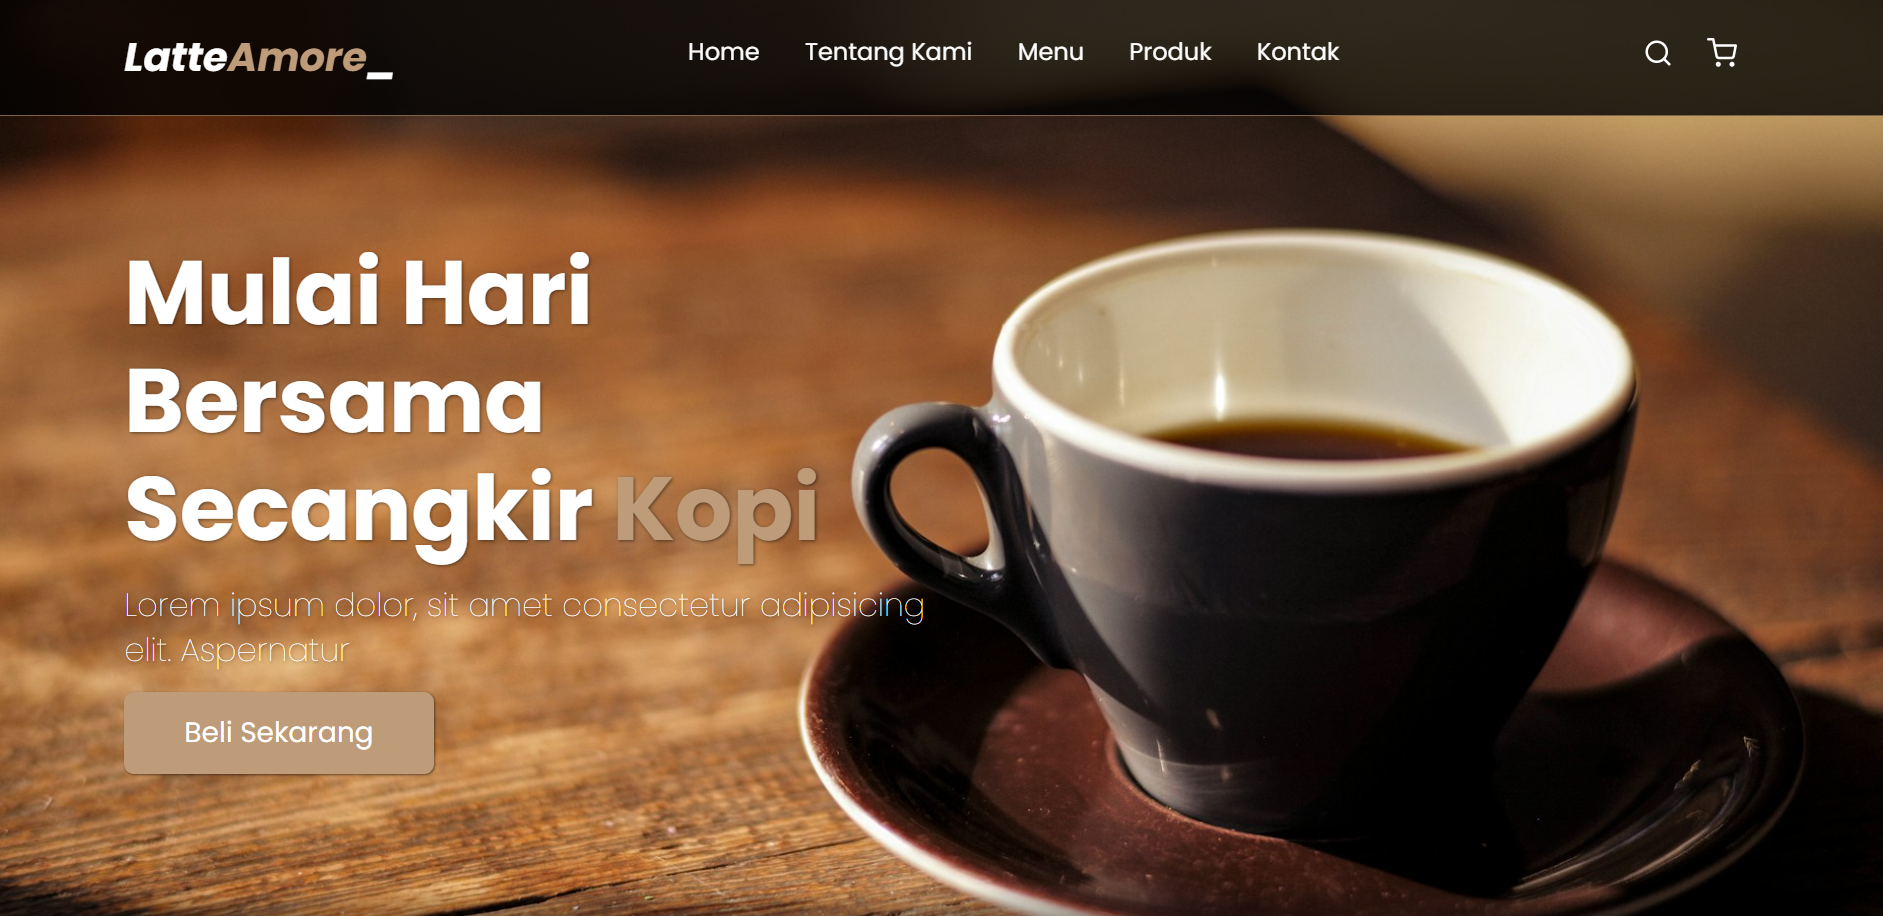 LatteAmore_
Home Tentang Kami Menu Produk Kontak
Mulai Hari
Bersama
Secangkir Kopi
Lorem ipsum dolor, sit amet consectetur adipisicing
elit. Aspernatur
Beli Sekarang